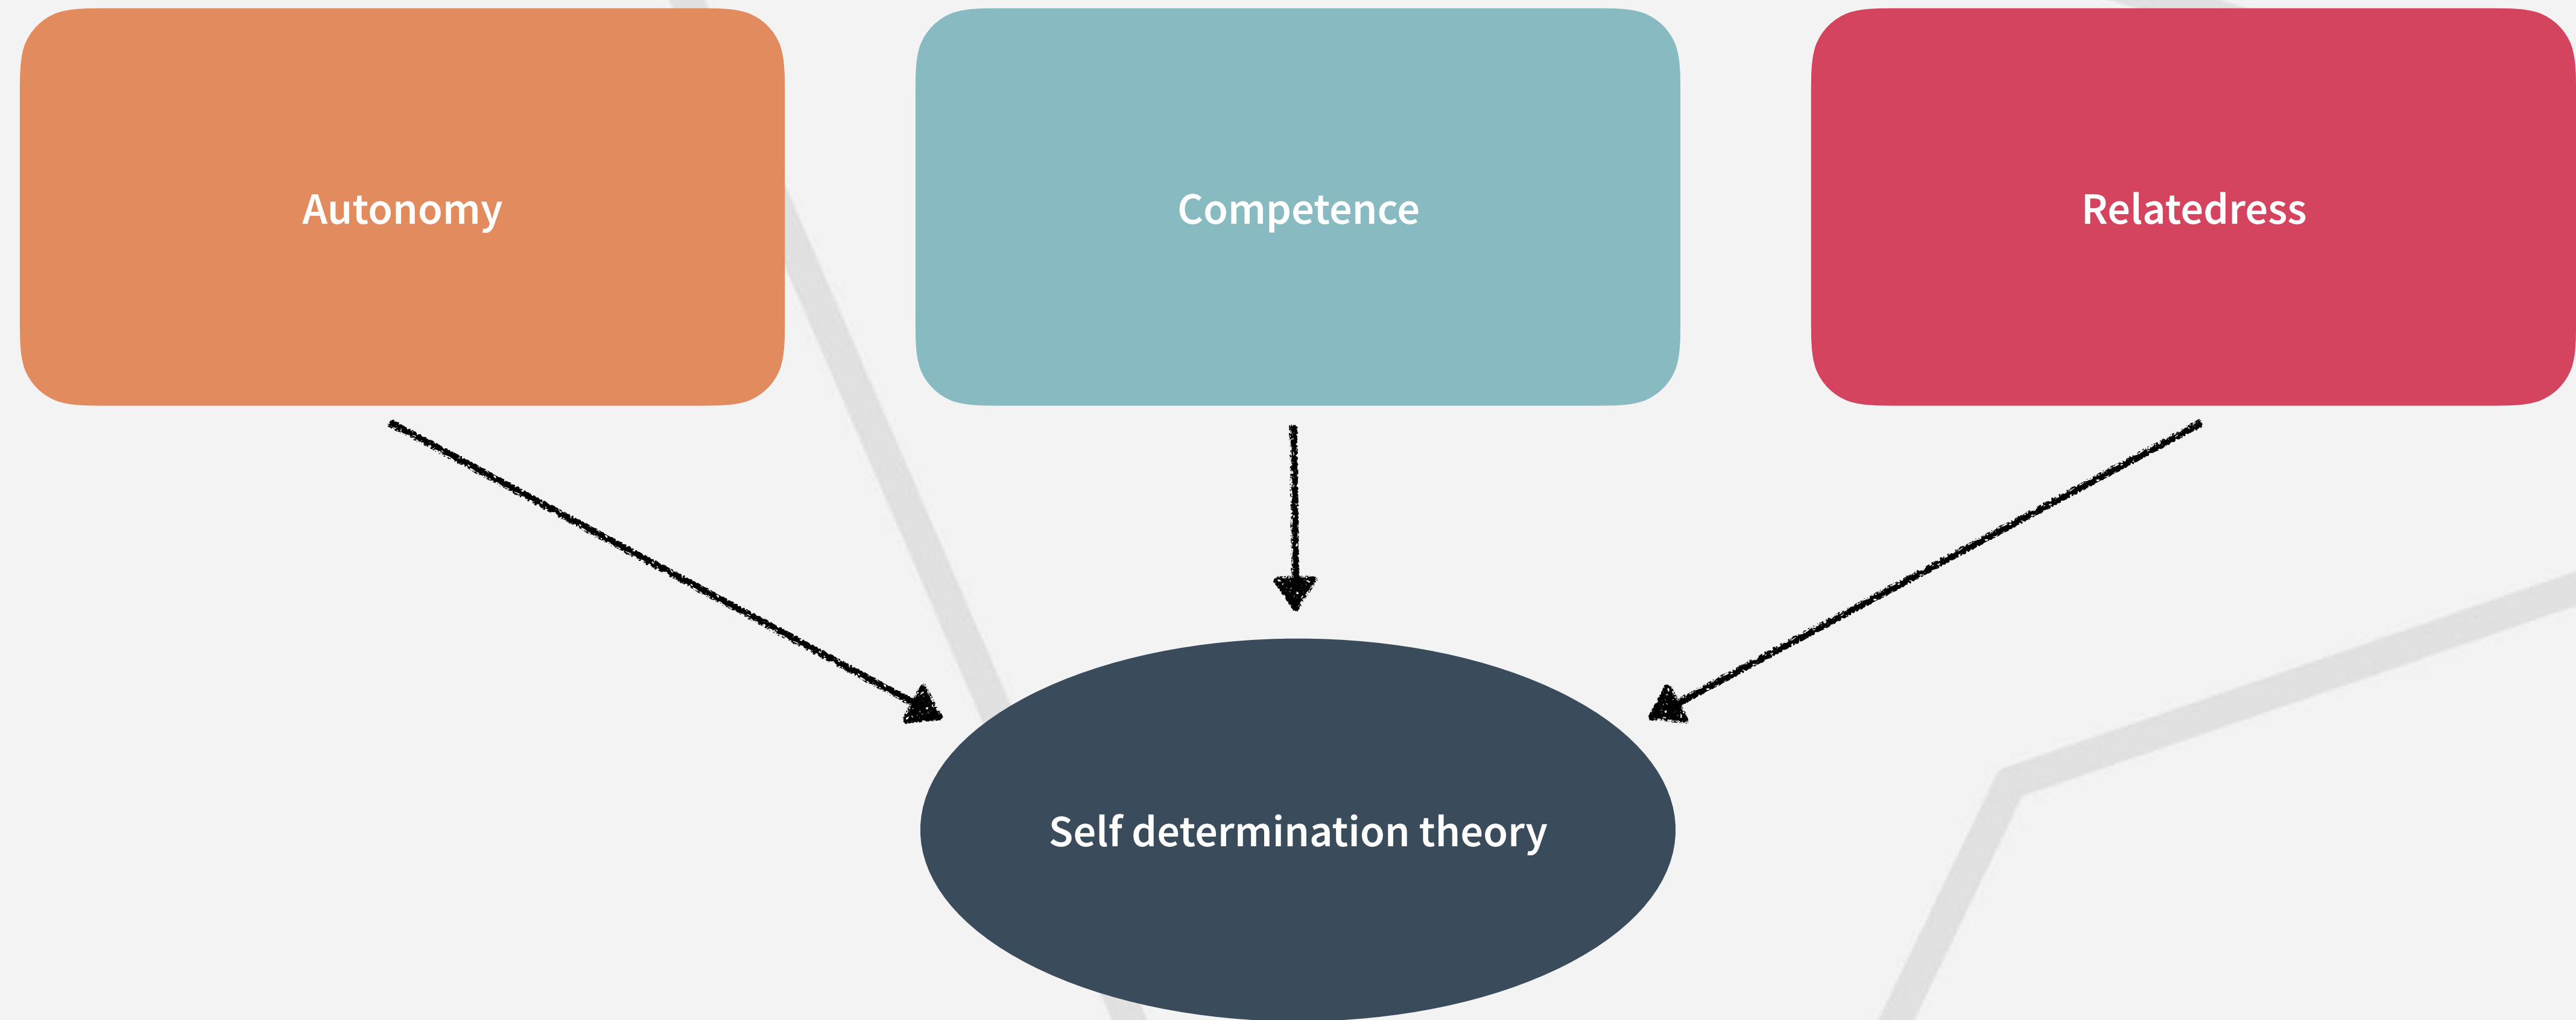 Autonomy
Competence
Relatedress
Self determination theory